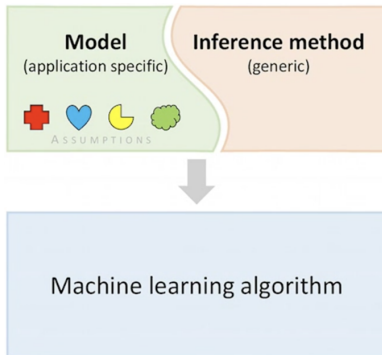 Model
(application specific)
ASSUMPTIONS
Inference method
(generic)
Machine learning algorithm